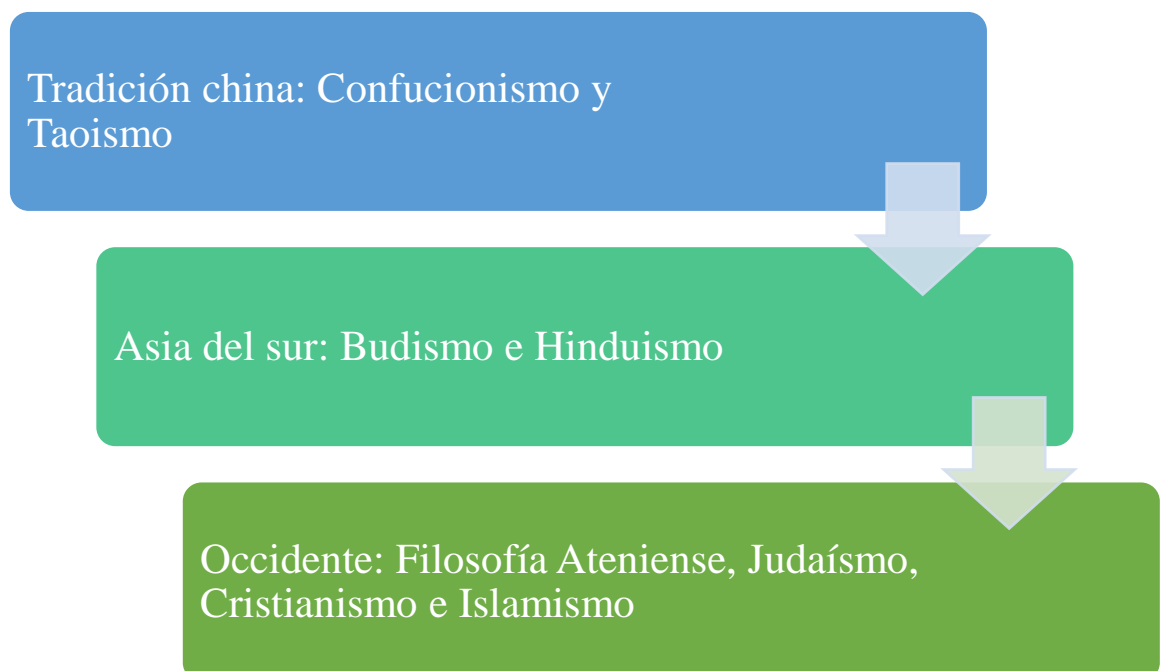 Tradición china: Confucionismo y
Taoismo
Asia del sur: Budismo e Hinduismo
Occidente: Filosofía Ateniense, Judaísmo,
Cristianismo e Islamismo